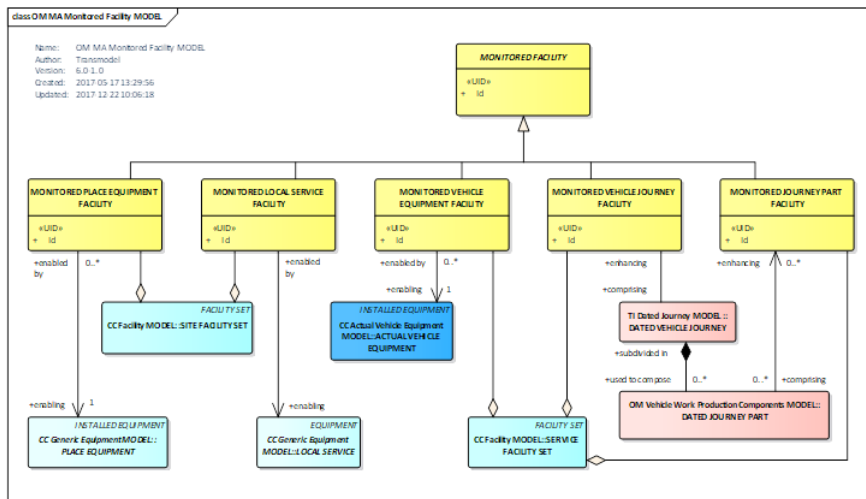 class OM MA Monitored Facility MODEL
Name: OM MA Monitored Facility MODEL
Author: Transmodel
Version: 6.0-1.0
Created: 2017-05-17 13:29:56
Updated: 2017-12-22 10:06:18
MONITORED FACILITY
«UID»
+ Id
MONITORED PLACE EQUIPMENT
FACILITY
«UID»
+ Id
MONITORED LOCAL SERVICE
FACILITY
«UID»
+ Id
MONITORED VEHICLE
EQUIPMENT FACILITY
«UID»
+ Id
MONITORED VEHICLE JOURNEY
FACILITY
«UID»
+ Id
MONITORED JOURNEY PART
FACILITY
«UID»
+ Id
+enabled
by
0..*
+enabled
by
+enabled by
0..*
+enabling
1
+enhancing
+comprising
+enhancing
0..*
FACILITY SET
CC Facility MODEL::SITE FACILITY SET
INSTALLED EQUIPMENT
CC Actual Vehicle Equipment
MODEL::ACTUAL VEHICLE
EQUIPMENT
TI Dated Journey MODEL ::
DATED VEHICLE JOURNEY
+subdivided in
+used to compose
0..*
0..*
+comprising
OM Vehicle Work Production Components MODEL::
DATED JOURNEY PART
+enabling
1
+enabling
INSTALLED EQUIPMENT
CC Generic Equipment MODEL::
PLACE EQUIPMENT
EQUIPMENT
CC Generic Equipment
MODEL::LOCAL SERVICE
FACILITY SET
CC Facility MODEL::SERVICE
FACILITY SET